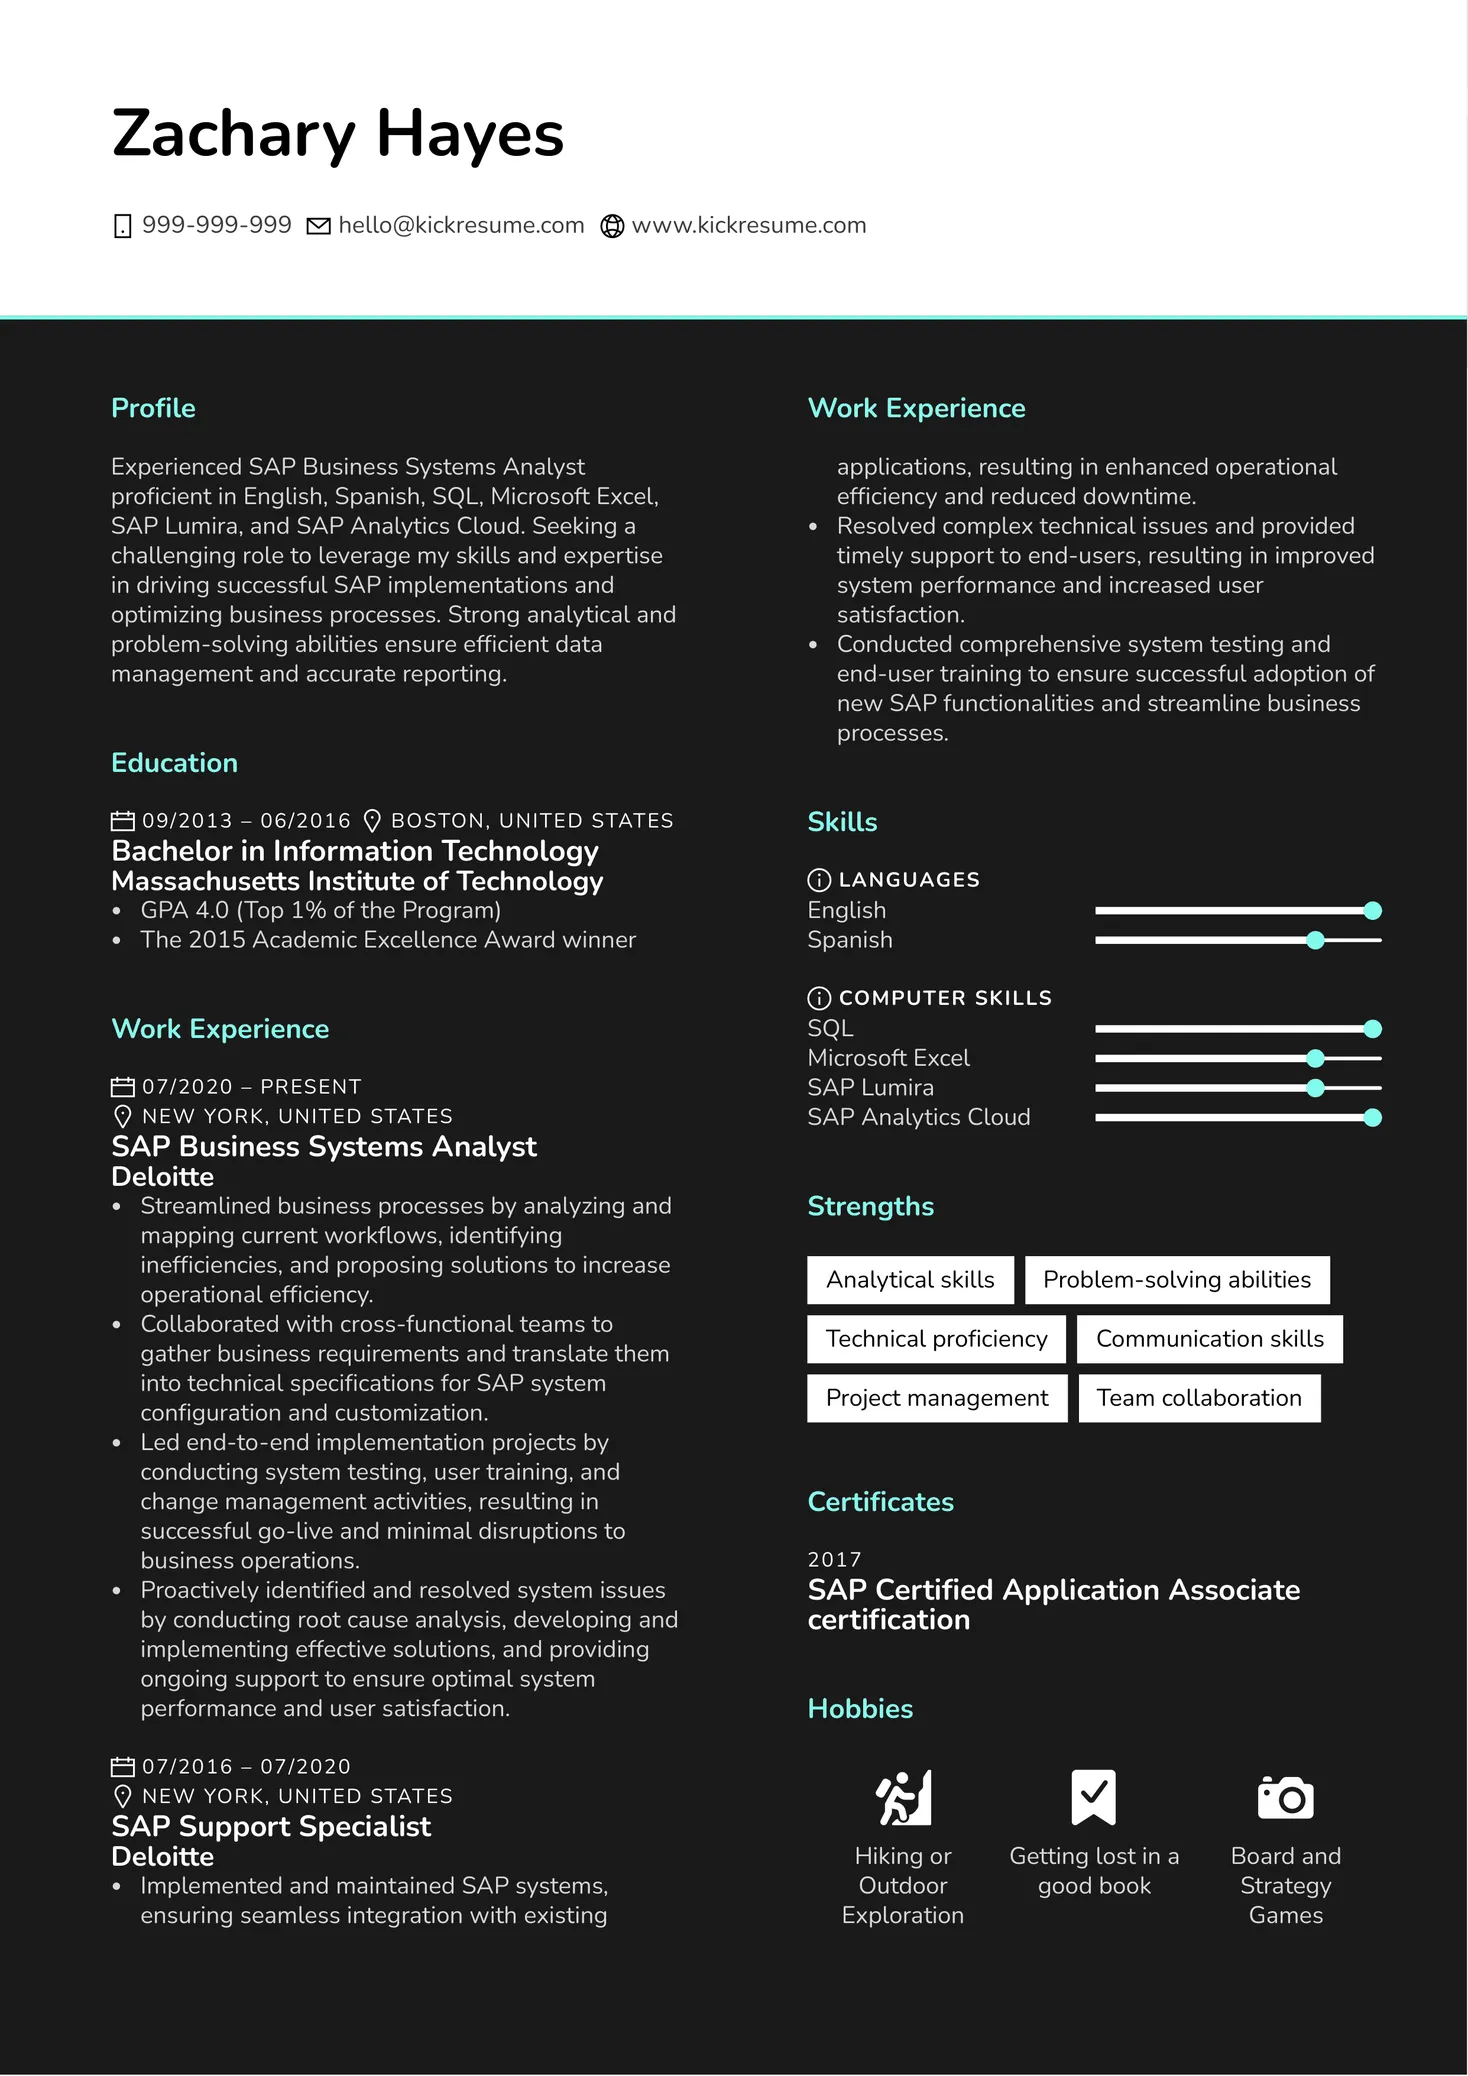 Zachary Hayes
999-999-999 hello@kickresume.com www.kickresume.com
Profile
Experienced SAP Business Systems Analyst
proficient in English, Spanish, SQL, Microsoft Excel,
SAP Lumira, and SAP Analytics Cloud. Seeking a
challenging role to leverage my skills and expertise
in driving successful SAP implementations and
optimizing business processes. Strong analytical and
problem-solving abilities ensure efficient data
management and accurate reporting.
Education
09/2013 – 06/2016 BOSTON, UNITED STATES
Bachelor in Information Technology
Massachusetts Institute of Technology
• GPA 4.0 (Top 1% of the Program)
• The 2015 Academic Excellence Award winner
Work Experience
07/2020 – PRESENT
NEW YORK, UNITED STATES
SAP Business Systems Analyst
Deloitte
• Streamlined business processes by analyzing and
mapping current workflows, identifying
inefficiencies, and proposing solutions to increase
operational efficiency.
• Collaborated with cross-functional teams to
gather business requirements and translate them
into technical specifications for SAP system
configuration and customization.
• Led end-to-end implementation projects by
conducting system testing, user training, and
change management activities, resulting in
successful go-live and minimal disruptions to
business operations.
• Proactively identified and resolved system issues
by conducting root cause analysis, developing and
implementing effective solutions, and providing
ongoing support to ensure optimal system
performance and user satisfaction.
07/2016 – 07/2020
NEW YORK, UNITED STATES
SAP Support Specialist
Deloitte
• Implemented and maintained SAP systems,
ensuring seamless integration with existing
Work Experience
applications, resulting in enhanced operational
efficiency and reduced downtime.
• Resolved complex technical issues and provided
timely support to end-users, resulting in improved
system performance and increased user
satisfaction.
• Conducted comprehensive system testing and
end-user training to ensure successful adoption of
new SAP functionalities and streamline business
processes.
Skills
LANGUAGES
English
Spanish
COMPUTER SKILLS
SQL
Microsoft Excel
SAP Lumira
SAP Analytics Cloud
Strengths
Analytical skills Problem-solving abilities
Technical proficiency Communication skills
Project management Team collaboration
Certificates
2017
SAP Certified Application Associate
certification
Hobbies
Hiking or
Outdoor
Exploration
Getting lost in a
good book
Board and
Strategy
Games